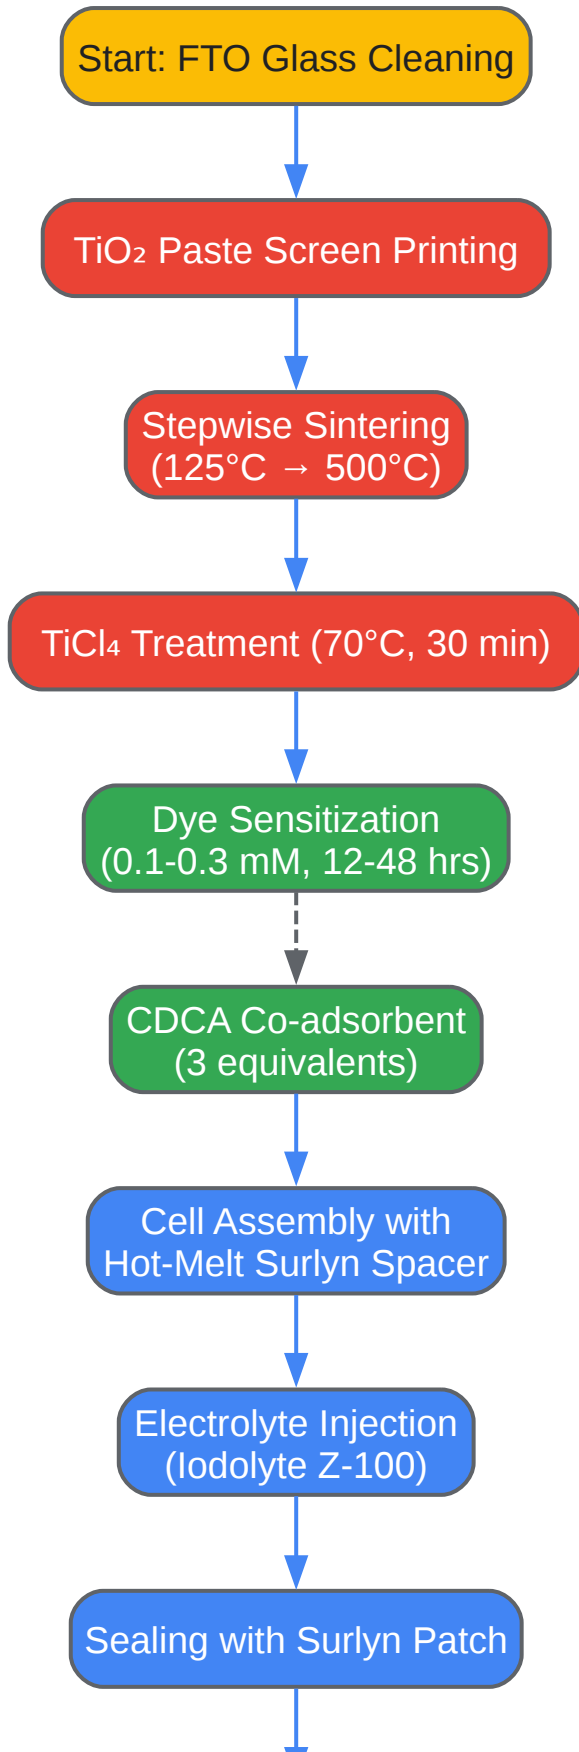 Start: FTO Glass Cleaning
TiO₂ Paste Screen Printing
Stepwise Sintering
(125°C → 500°C)
TiCl₄ Treatment (70°C, 30 min)
Dye Sensitization
(0.1-0.3 mM, 12-48 hrs)
CDCA Co-adsorbent
(3 equivalents)
Cell Assembly with
Hot-Melt Surlyn Spacer
Electrolyte Injection
(Iodolyte Z-100)
Sealing with Surlyn Patch